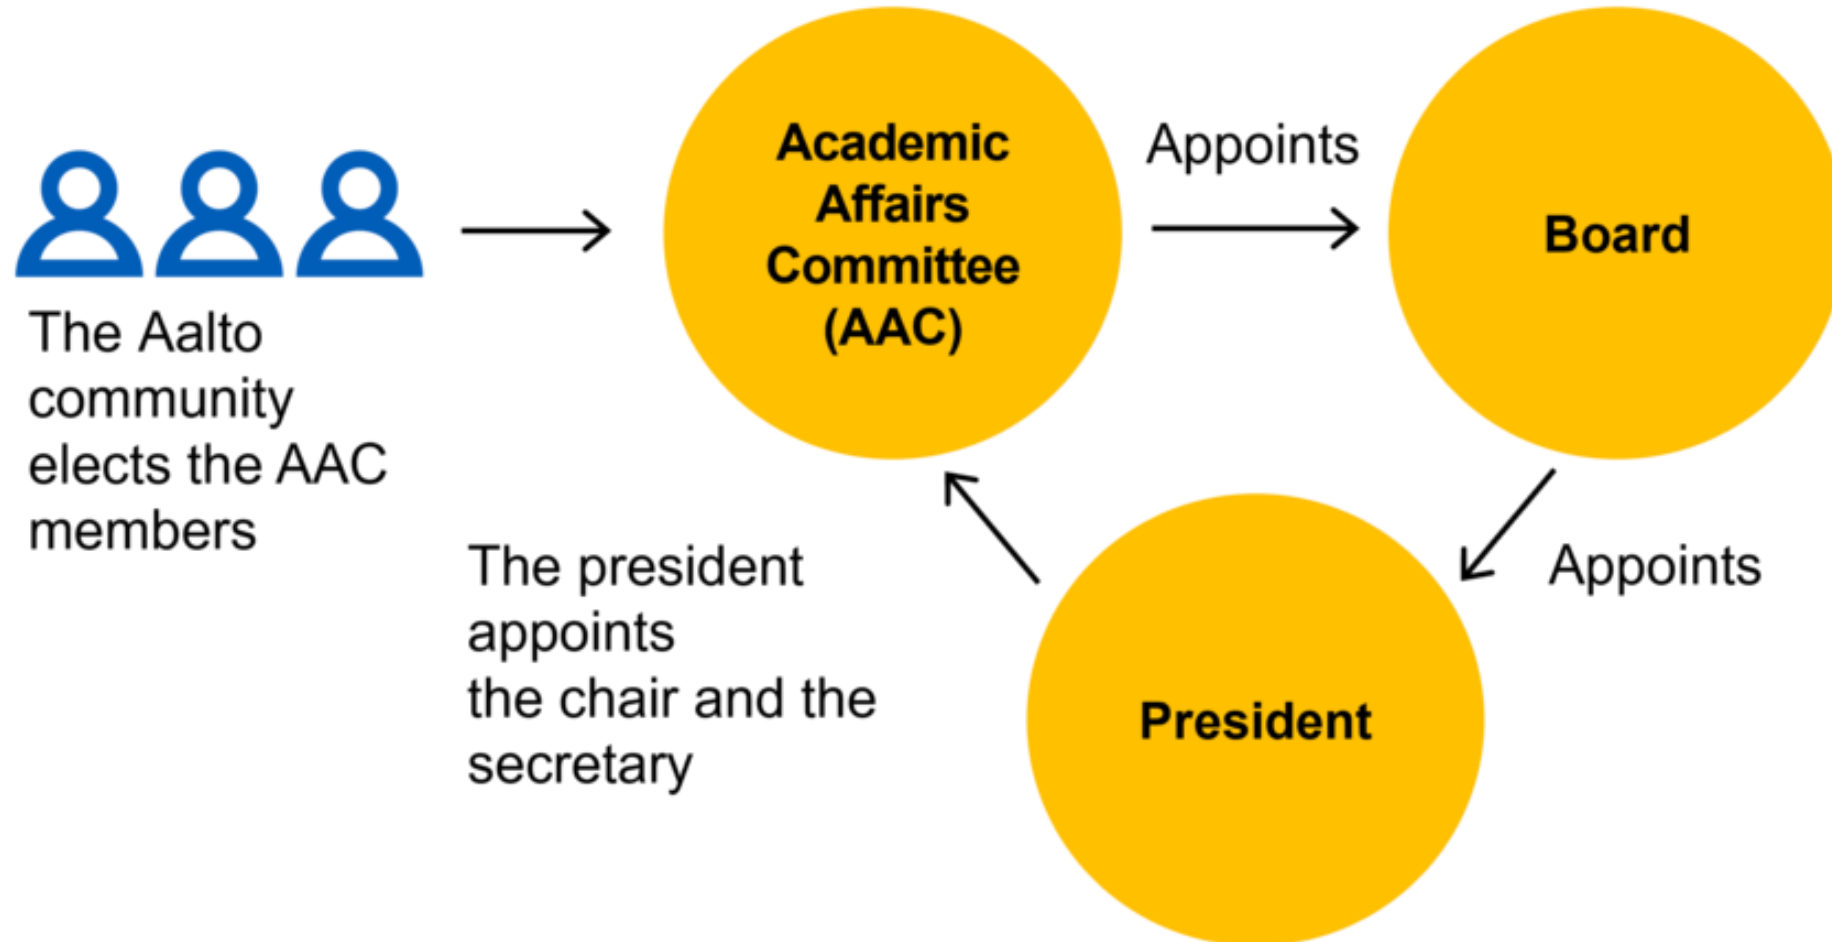 Academic
Affairs
Committee
(AAC)
Appoints
Board
The Aalto
community
elects the AAC
members
The president
appoints
the chair and the
secretary
Appoints
President